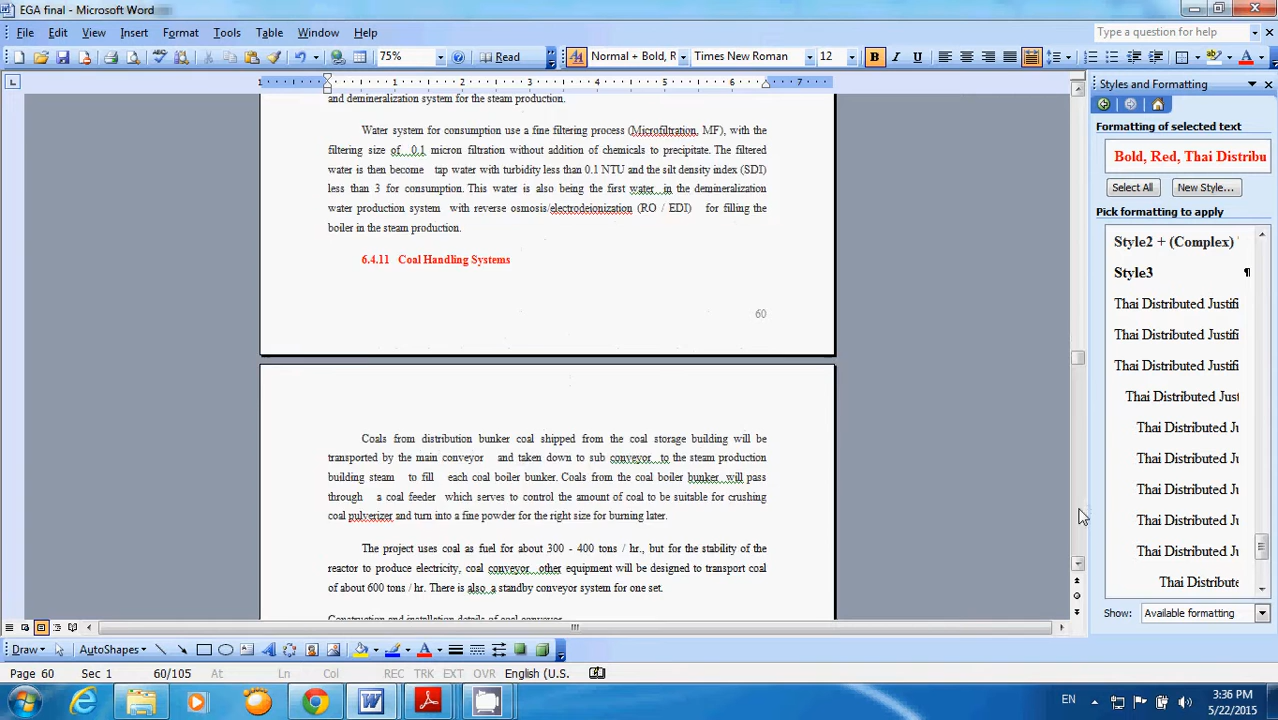 EGA final - Microsoft Word
File Edit View Insert Format Tools Table Window Help
Type a question for help
75% Read Normal + Bold, R Times New Roman 12 B I U
1 1 2 3 4 5 6 7
Styles and Formatting
and demineralization system for the steam production.
Water system for consumption use a fine filtering process (Microfiltration, MF), with the
filtering size of 0.1 micron filtration without addition of chemicals to precipitate. The filtered
water is then become tap water with turbidity less than 0.1 NTU and the silt density index (SDI)
less than 3 for consumption. This water is also being the first water in the demineralization
water production system with reverse osmosis/electrodeionization (RO / EDI) for filling the
boiler in the steam production.
6.4.11 Coal Handling Systems
60
Coals from distribution bunker coal shipped from the coal storage building will be
transported by the main conveyor and taken down to sub conveyor to the steam production
building steam to fill each coal boiler bunker. Coals from the coal boiler bunker will pass
through a coal feeder which serves to control the amount of coal to be suitable for crushing
coal pulverizer and turn into a fine powder for the right size for burning later.
The project uses coal as fuel for about 300 - 400 tons / hr., but for the stability of the
reactor to produce electricity, coal conveyor other equipment will be designed to transport coal
of about 600 tons / hr. There is also a standby conveyor system for one set.
Construction and installation details of coal conveyor
Formatting of selected text
Bold, Red, Thai Distribu
Select All New Style...
Pick formatting to apply
Style2 + (Complex)
Style3 ¶
Thai Distributed Justifi
Thai Distributed Justifi
Thai Distributed Justifi
Thai Distributed Just
Thai Distributed Ju
Thai Distributed Ju
Thai Distributed Ju
Thai Distributed Ju
Thai Distributed Ju
Thai Distribute
Show: Available formatting
Draw AutoShapes
Page 60 Sec 1 60/105 At Ln Col REC TRK EXT OVR English (U.S.
EN
3:36 PM
5/22/2015